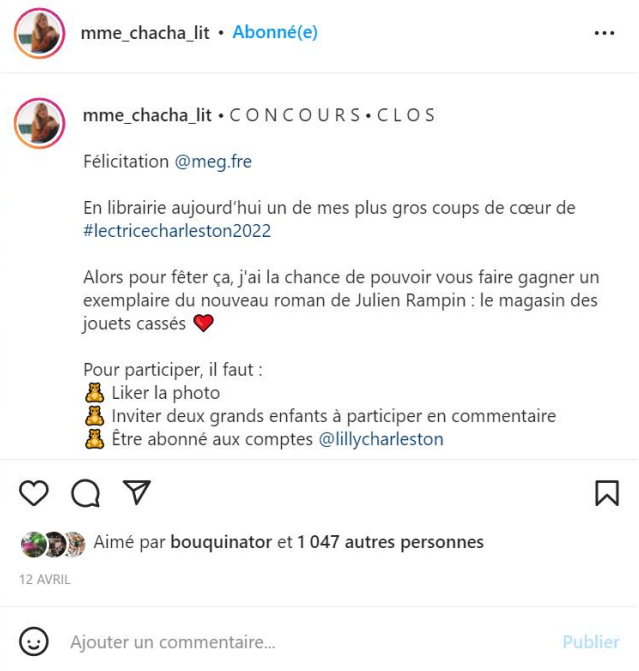 mme_chacha_lit • Abonné(e)
mme_chacha_lit • C O N C O U R S • C L O S
Félicitation @meg.fre
En librairie aujourd’hui un de mes plus gros coups de cœur de
#lectricecharleston2022
Alors pour fêter ça, j'ai la chance de pouvoir vous faire gagner un
exemplaire du nouveau roman de Julien Rampin : le magasin des
jouets cassés ❤️
Pour participer, il faut :
🧸 Liker la photo
🧸 Inviter deux grands enfants à participer en commentaire
🧸 Être abonné aux comptes @lillycharleston
Aimé par bouquinator et 1 047 autres personnes
12 AVRIL
Ajouter un commentaire... Publier